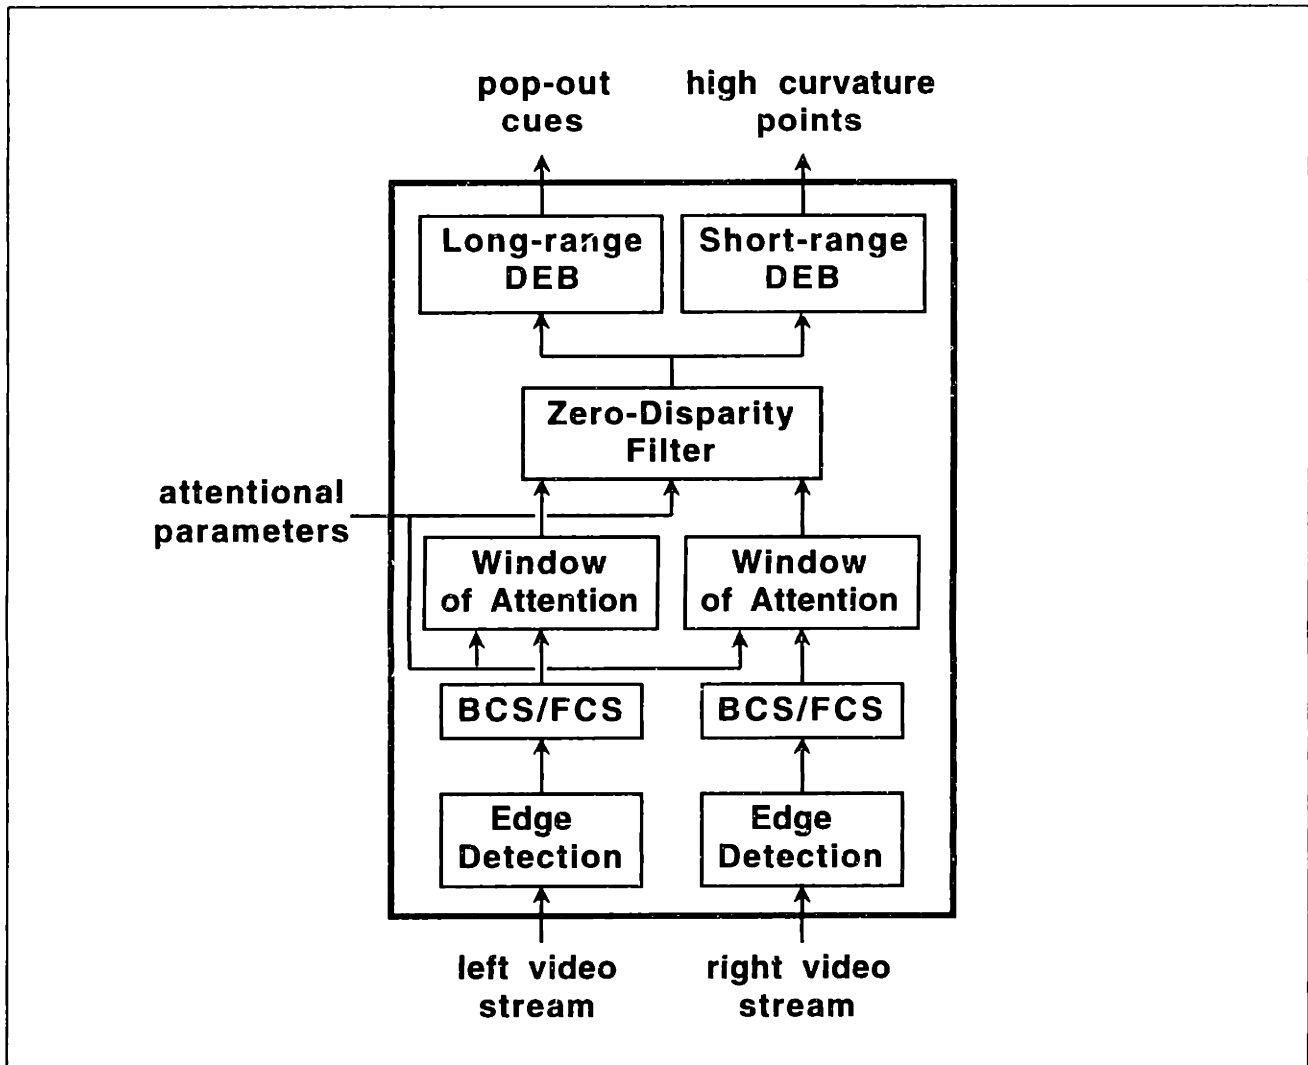 pop-out
cues
high curvature
points
Long-range
DEB
Short-range
DEB
Zero-Disparity
Filter
attentional
parameters
Window
of Attention
Window
of Attention
BCS/FCS
BCS/FCS
Edge
Detection
Edge
Detection
left video
stream
right video
stream